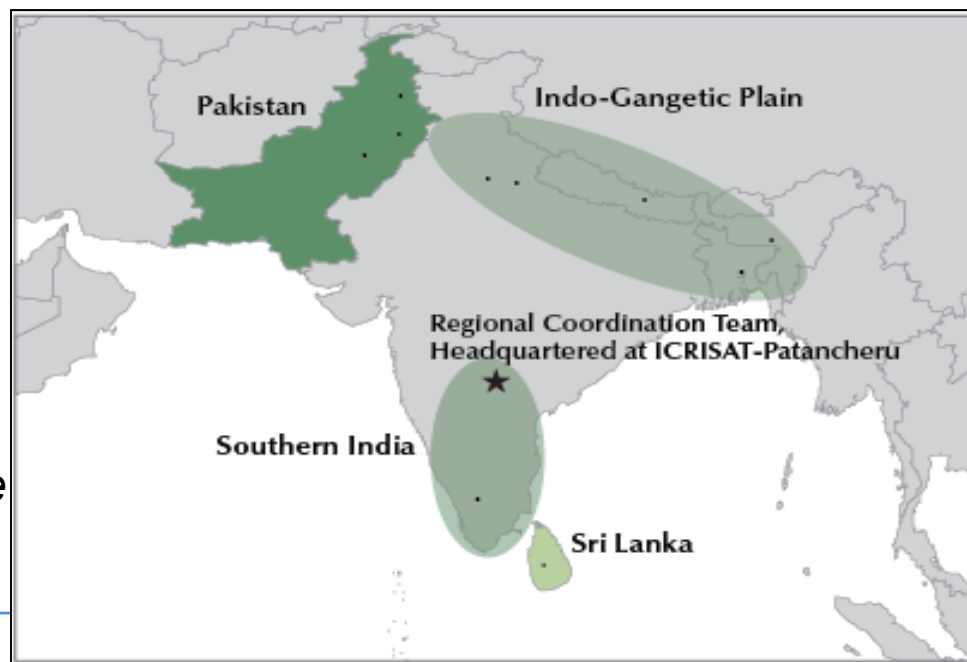 Indo-Gangetic Plain
Pakistan
Regional Coordination Team,
Headquartered at ICRISAT-Patancheru
Southern India
e
Sri Lanka